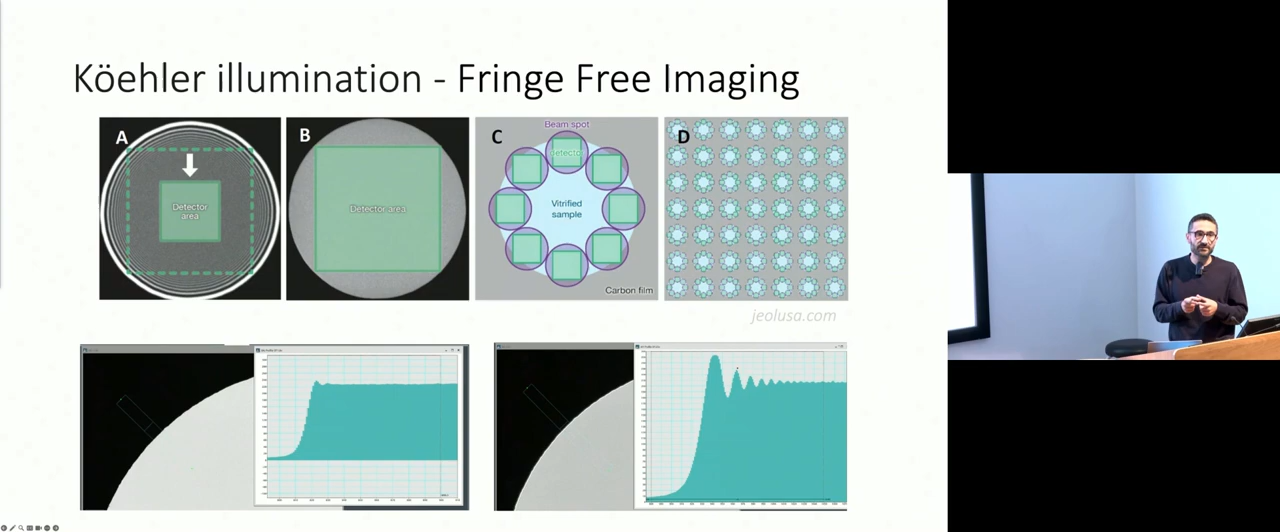 Köehler illumination - Fringe Free Imaging
A
Detector
area
B
Detector area
C
Beam spot
Detector
Vitrified
sample
Carbon film
D
jeolusa.com